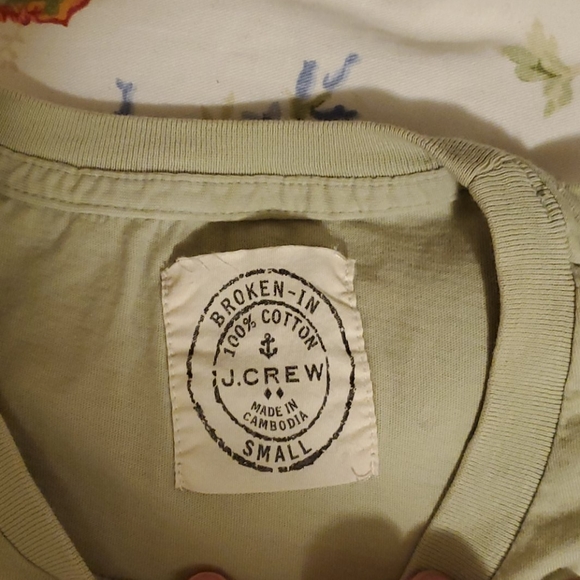 BROKEN-IN
100% COTTON
J.CREW
MADE IN
CAMBODIA
SMALL